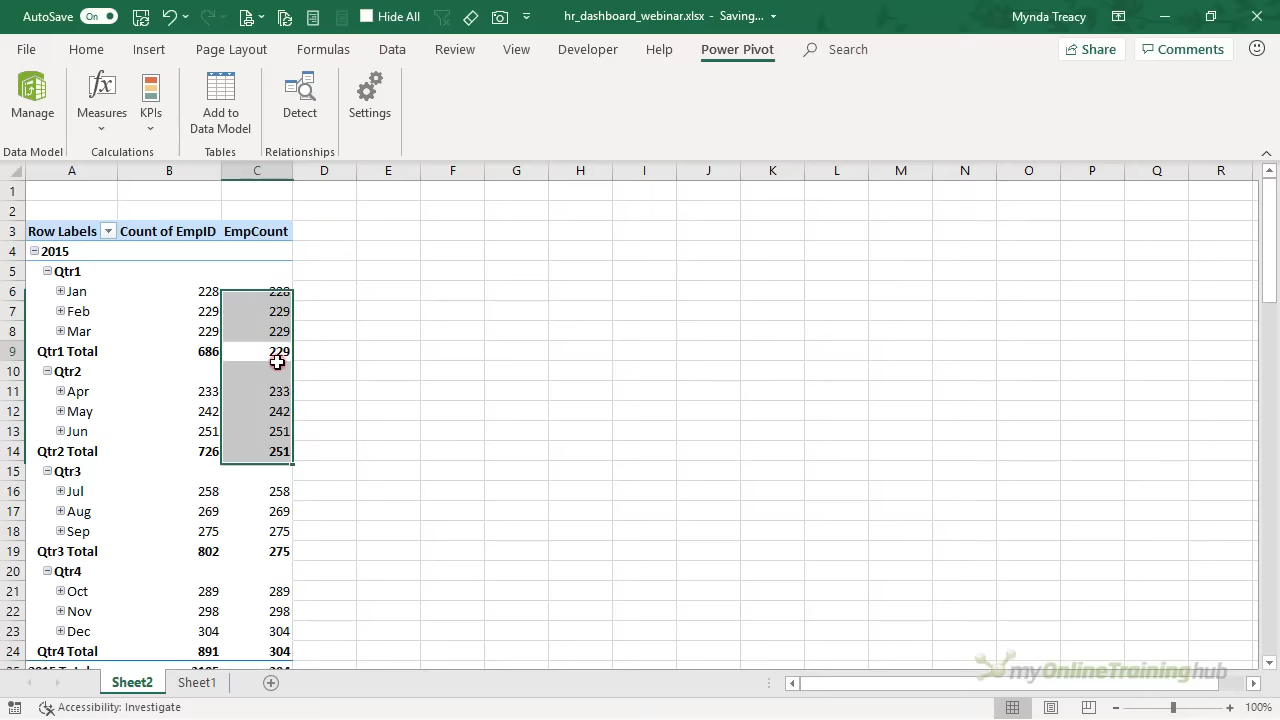 AutoSave On Hide All hr_dashboard_webinar.xlsx - Saving... Mynda Treacy
File Home Insert Page Layout Formulas Data Review View Developer Help Power Pivot Search Share Comments
Manage Measures KPIs Add to Data Model Detect Settings
Data Model Calculations Tables Relationships
A B C D E F G H I J K L M N O P Q R
1
2
3 Row Labels Count of EmpID EmpCount
4 2015
5 Qtr1
6 Jan 228 228
7 Feb 229 229
8 Mar 229 229
9 Qtr1 Total 686 229
10 Qtr2
11 Apr 233 233
12 May 242 242
13 Jun 251 251
14 Qtr2 Total 726 251
15 Qtr3
16 Jul 258 258
17 Aug 269 269
18 Sep 275 275
19 Qtr3 Total 802 275
20 Qtr4
21 Oct 289 289
22 Nov 298 298
23 Dec 304 304
24 Qtr4 Total 891 304
myOnlineTraininghub
Sheet2 Sheet1
Accessibility: Investigate 100%